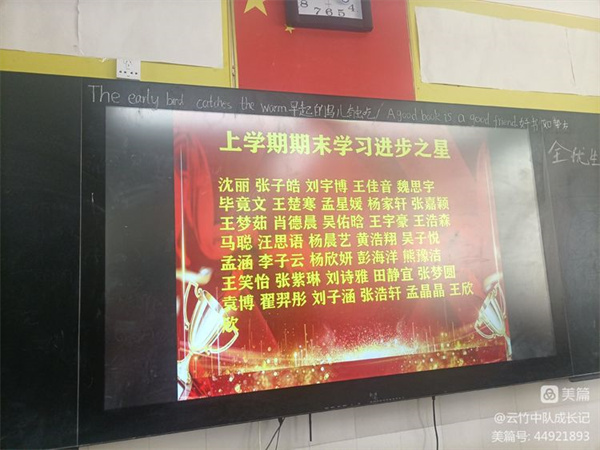 8 7 6 5 4
The early bird catches the warm 早起的鸟儿有虫吃! A good book is a good friend 好书如挚友
全优生
上学期期末学习进步之星
沈丽 张子皓 刘宇博 王佳音 魏思宇
毕竟文 王楚寒 孟星媛 杨家轩 张嘉颖
王梦茹 肖德晨 吴佑晗 王宇豪 王浩森
马聪 汪思语 杨晨艺 黄浩翔 吴子悦
孟涵 李子云 杨欣妍 彭海洋 熊豫洁
王笑怡 张紫琳 刘诗雅 田静宜 张梦圆
袁博 翟羿彤 刘子涵 张浩轩 孟晶晶 王欣
欣
美篇
@云竹中队成长记
美篇号: 44921893